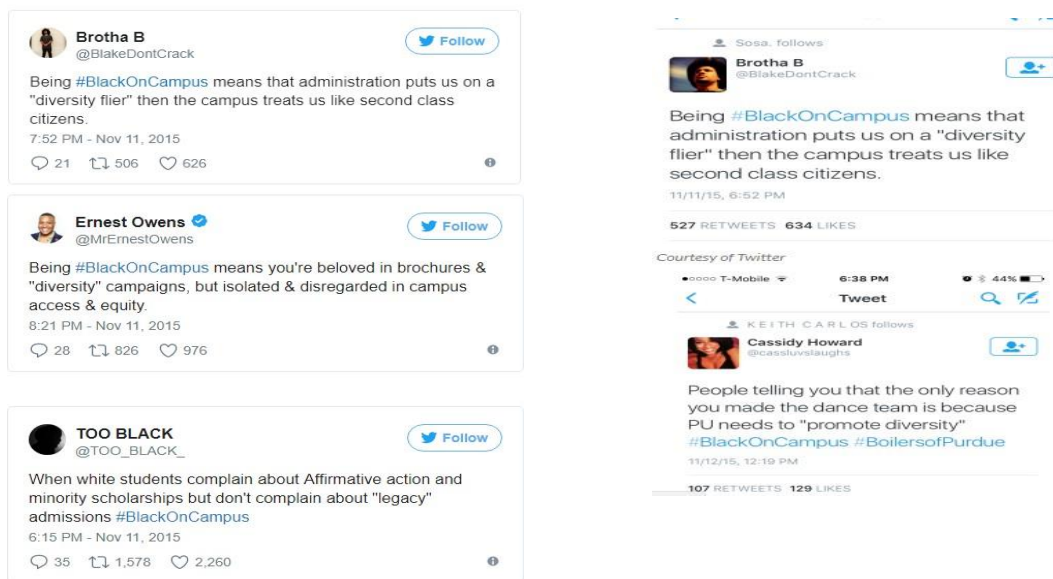 Brotha B
@BlakeDontCrack
Follow
Being #BlackOnCampus means that administration puts us on a
"diversity flier" then the campus treats us like second class
citizens.
7:52 PM - Nov 11, 2015
21 506 626
Ernest Owens
@MrErnestOwens
Follow
Being #BlackOnCampus means you're beloved in brochures &
"diversity" campaigns, but isolated & disregarded in campus
access & equity.
8:21 PM - Nov 11, 2015
28 826 976
TOO BLACK
@TOO_BLACK_
Follow
When white students complain about Affirmative action and
minority scholarships but don't complain about "legacy"
admissions #BlackOnCampus
6:15 PM - Nov 11, 2015
35 1,578 2,260
Sosa. follows
Brotha B
@BlakeDontCrack
Being #BlackOnCampus means that
administration puts us on a "diversity
flier" then the campus treats us like
second class citizens.
11/11/15, 6:52 PM
527 RETWEETS 634 LIKES
Courtesy of Twitter
T-Mobile 6:38 PM 44%
Tweet
KEITH CARLOS follows
Cassidy Howard
@cassluvslaughs
People telling you that the only reason
you made the dance team is because
PU needs to "promote diversity"
#BlackOnCampus #BoilersofPurdue
11/12/15, 12:19 PM
107 RETWEETS 129 LIKES